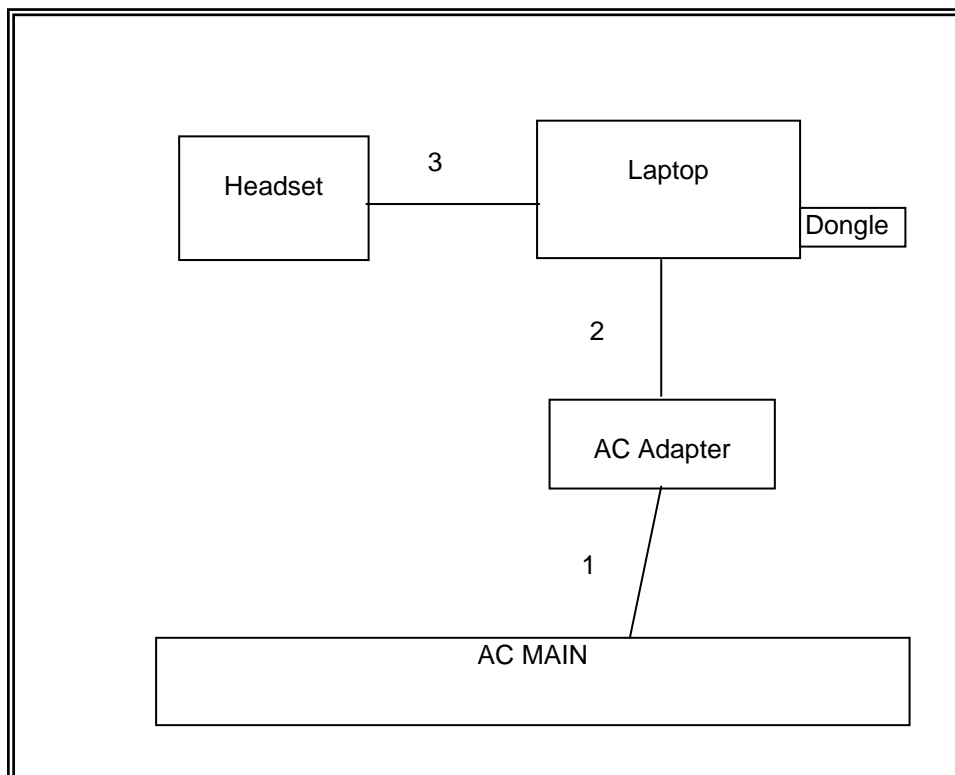 3
Headset
Laptop
Dongle
2
AC Adapter
1
AC MAIN